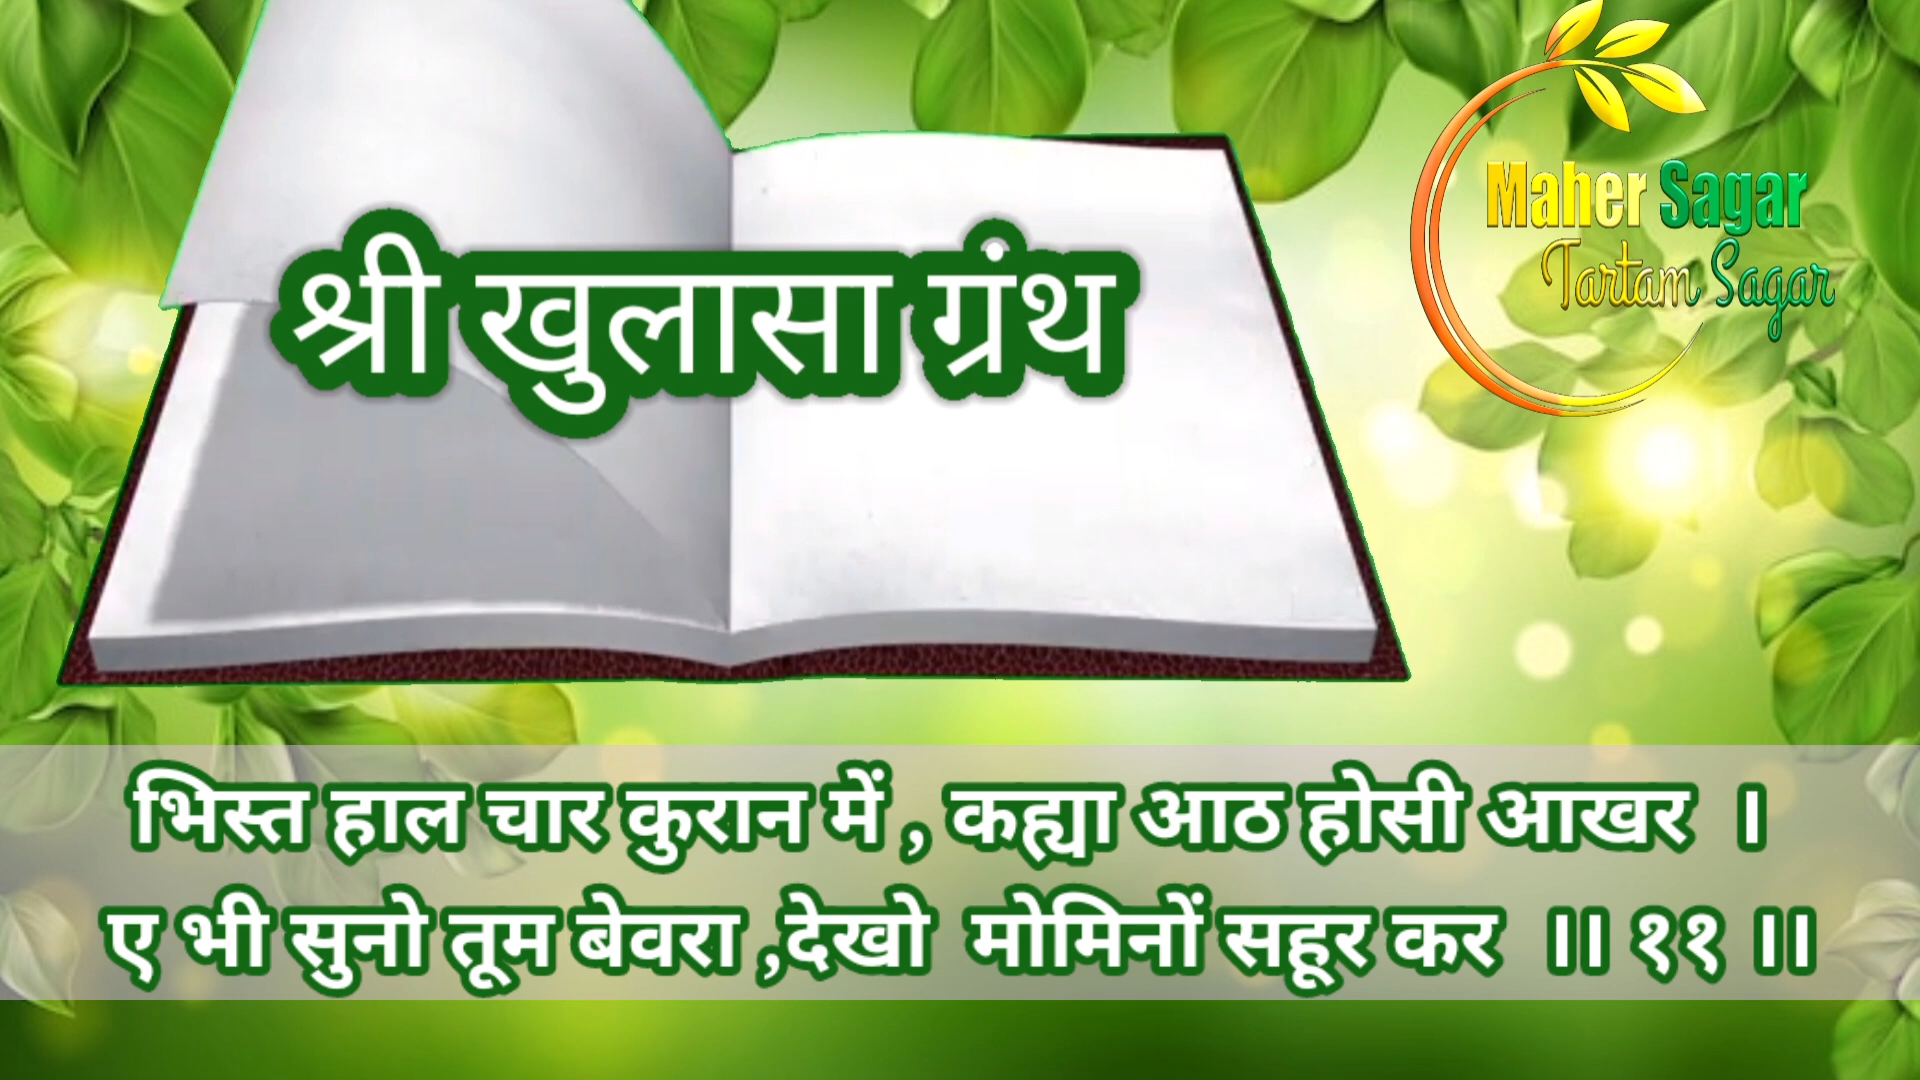 Maher Sagar
Tartam Sagar
श्री खुलासा ग्रंथ
भिस्त हाल चार कुरान में , कह्या आठ होसी आखर ।
ए भी सुनो तूम बेवरा ,देखो मोमिनों सहूर कर ।। ११ ।।